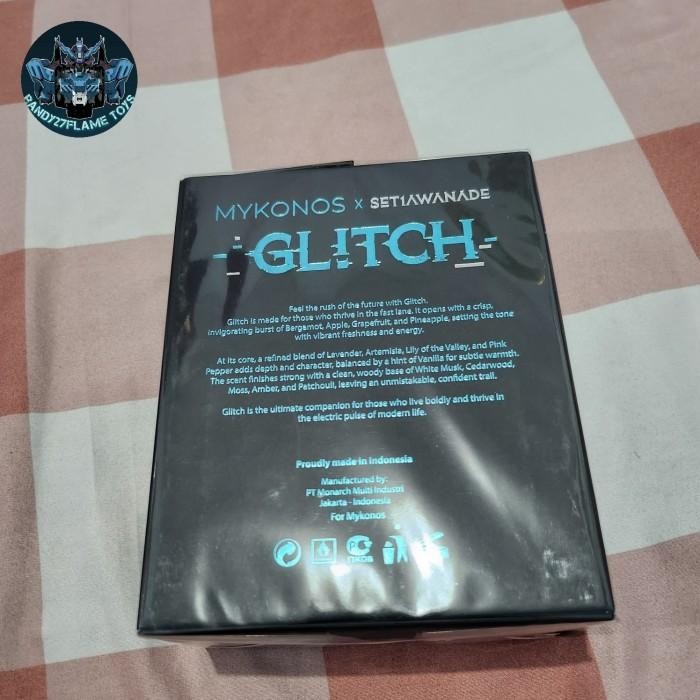 RANDY27FLAME TOYS
MYKONOS x SET1AWANADE
GL!TCH
Feel the rush of the future with Glitch.
Glitch is made for those who thrive in the fast lane. It opens with a crisp,
invigorating burst of Bergamot, Apple, Grapefruit, and Pineapple, setting the tone
with vibrant freshness and energy.
At its core, a refined blend of Lavender, Artemisia, Lily of the Valley, and Pink
Pepper adds depth and character, balanced by a hint of Vanilla for subtle warmth.
The scent finishes strong with a clean, woody base of White Musk, Cedarwood,
Moss, Amber, and Patchouli, leaving an unmistakable, confident trail.
Glitch is the ultimate companion for those who live boldly and thrive in
the electric pulse of modern life.
Proudly made in Indonesia
Manufactured by:
PT Monarch Multi Industri
Jakarta - Indonesia
For Mykonos